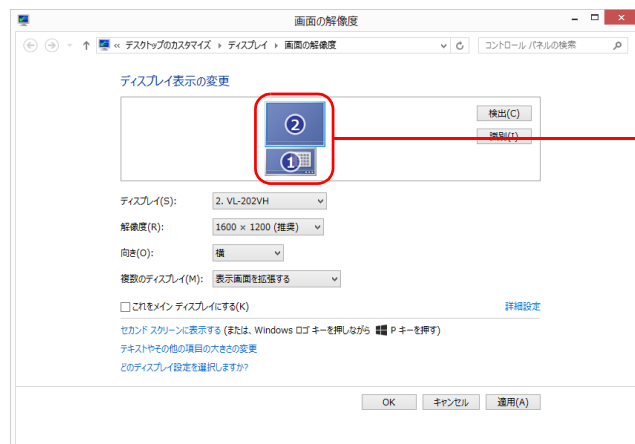 画面の解像度
« デスクトップのカスタマイズ ▸ ディスプレイ ▸ 画面の解像度
コントロール パネルの検索
ディスプレイ表示の変更
2
1
検出(C)
識別(I)
ディスプレイ(S): 2. VL-202VH
解像度(R): 1600 × 1200 (推奨)
向き(O): 横
複数のディスプレイ(M): 表示画面を拡張する
これをメイン ディスプレイにする(K)
詳細設定
セカンド スクリーンに表示する (または、Windows ロゴ キーを押しながら P キーを押す)
テキストやその他の項目の大きさの変更
どのディスプレイ設定を選択しますか?
OK キャンセル 適用(A)